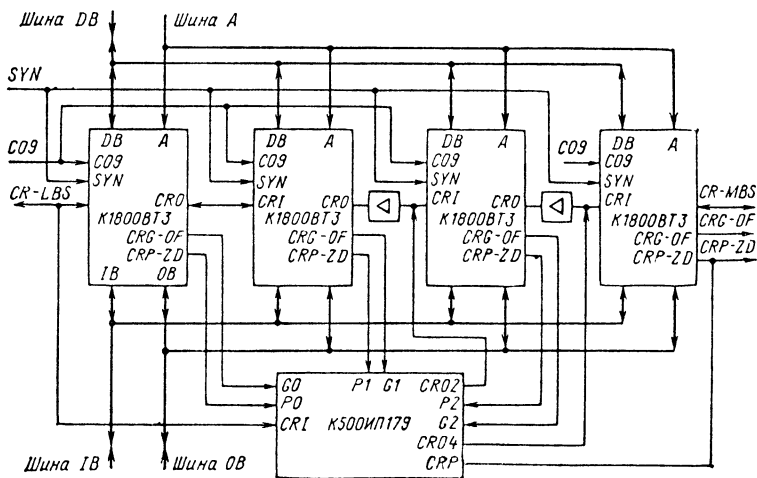 Шина DB
Шина A
SYN
C09
CR-LBS
DB A
C09
SYN
CRO
К1800ВТ3
CRG-OF
CRP-ZD
IB OB
DB A
C09
SYN
CRI CRO
К1800ВТ3
CRG-OF
CRP-ZD
DB A
C09
SYN
CRI CRO
К1800ВТ3
CRG-OF
CRP-ZD
C09
DB A
C09
SYN
CRI
К1800ВТ3
CRG-OF
CRP-ZD
CR-MBS
CRG-OF
CRP-ZD
G0 P1 G1 CRO2
P0 P2
CRI К500ИП179 G2
CRO4
CRP
Шина IB
Шина OB